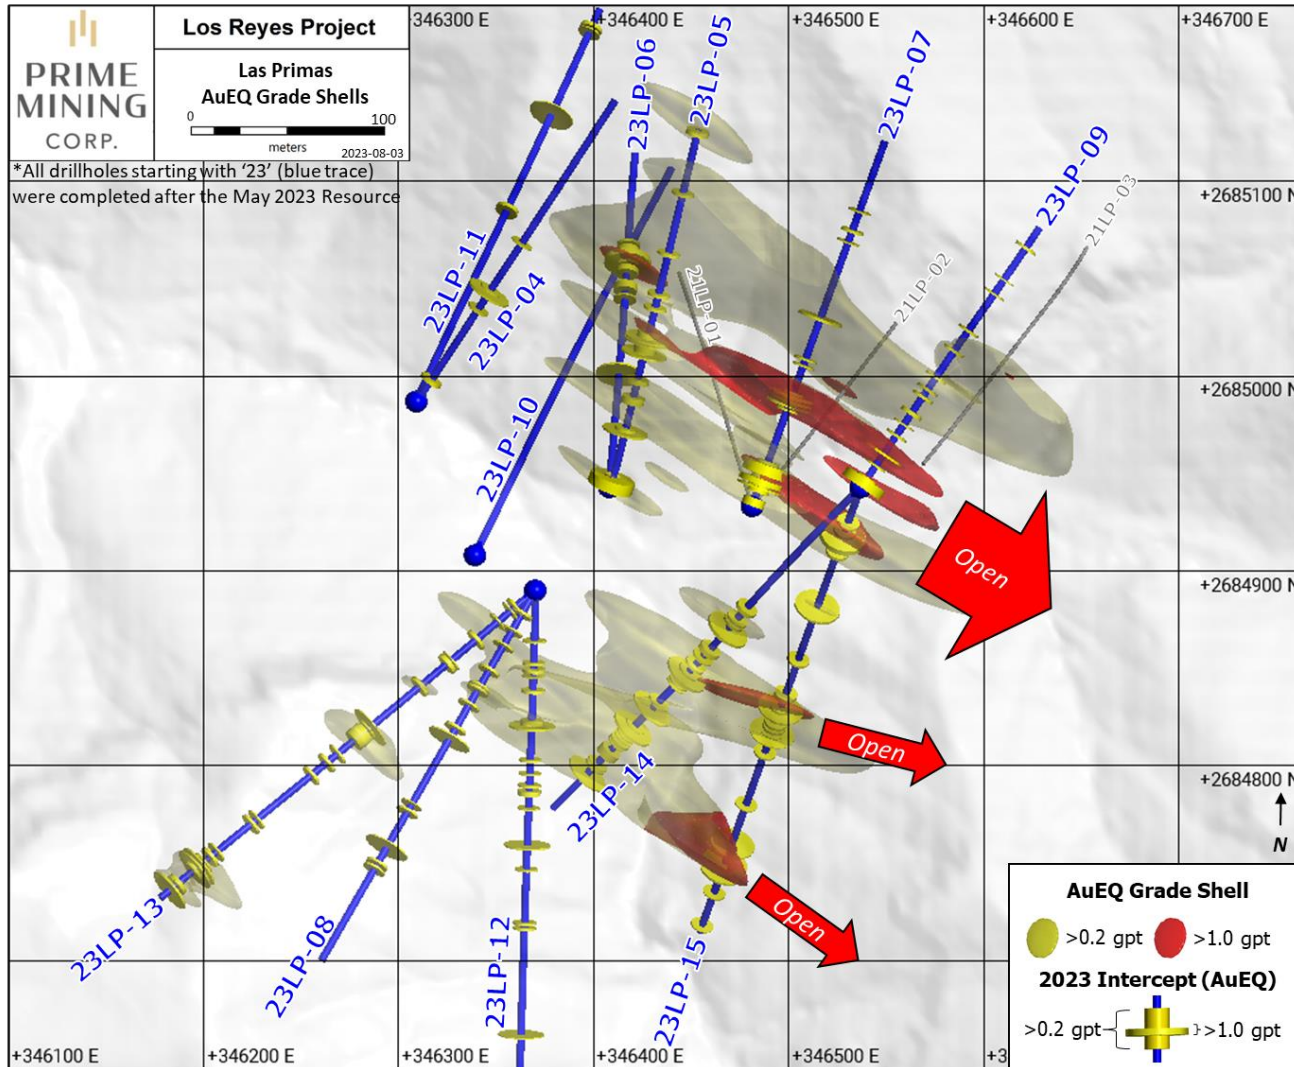 PRIME
MINING
CORP.
Los Reyes Project
Las Primas
AuEQ Grade Shells
0 100
meters
2023-08-03
*All drillholes starting with '23' (blue trace)
were completed after the May 2023 Resource
+346300 E
+346400 E
+346500 E
+346600 E
+346700 E
23LP-06
23LP-05
23LP-07
23LP-09
21LP-03
+2685100 N
23LP-11
23LP-04
21LP-01
21LP-02
+2685000 N
23LP-10
Open
+2684900 N
Open
23LP-14
+2684800 N
N
Open
23LP-13
23LP-08
23LP-12
23LP-15
AuEQ Grade Shell
>0.2 gpt
>1.0 gpt
2023 Intercept (AuEQ)
>0.2 gpt
>1.0 gpt
+346100 E
+346200 E
+346300 E
+346400 E
+346500 E
+3